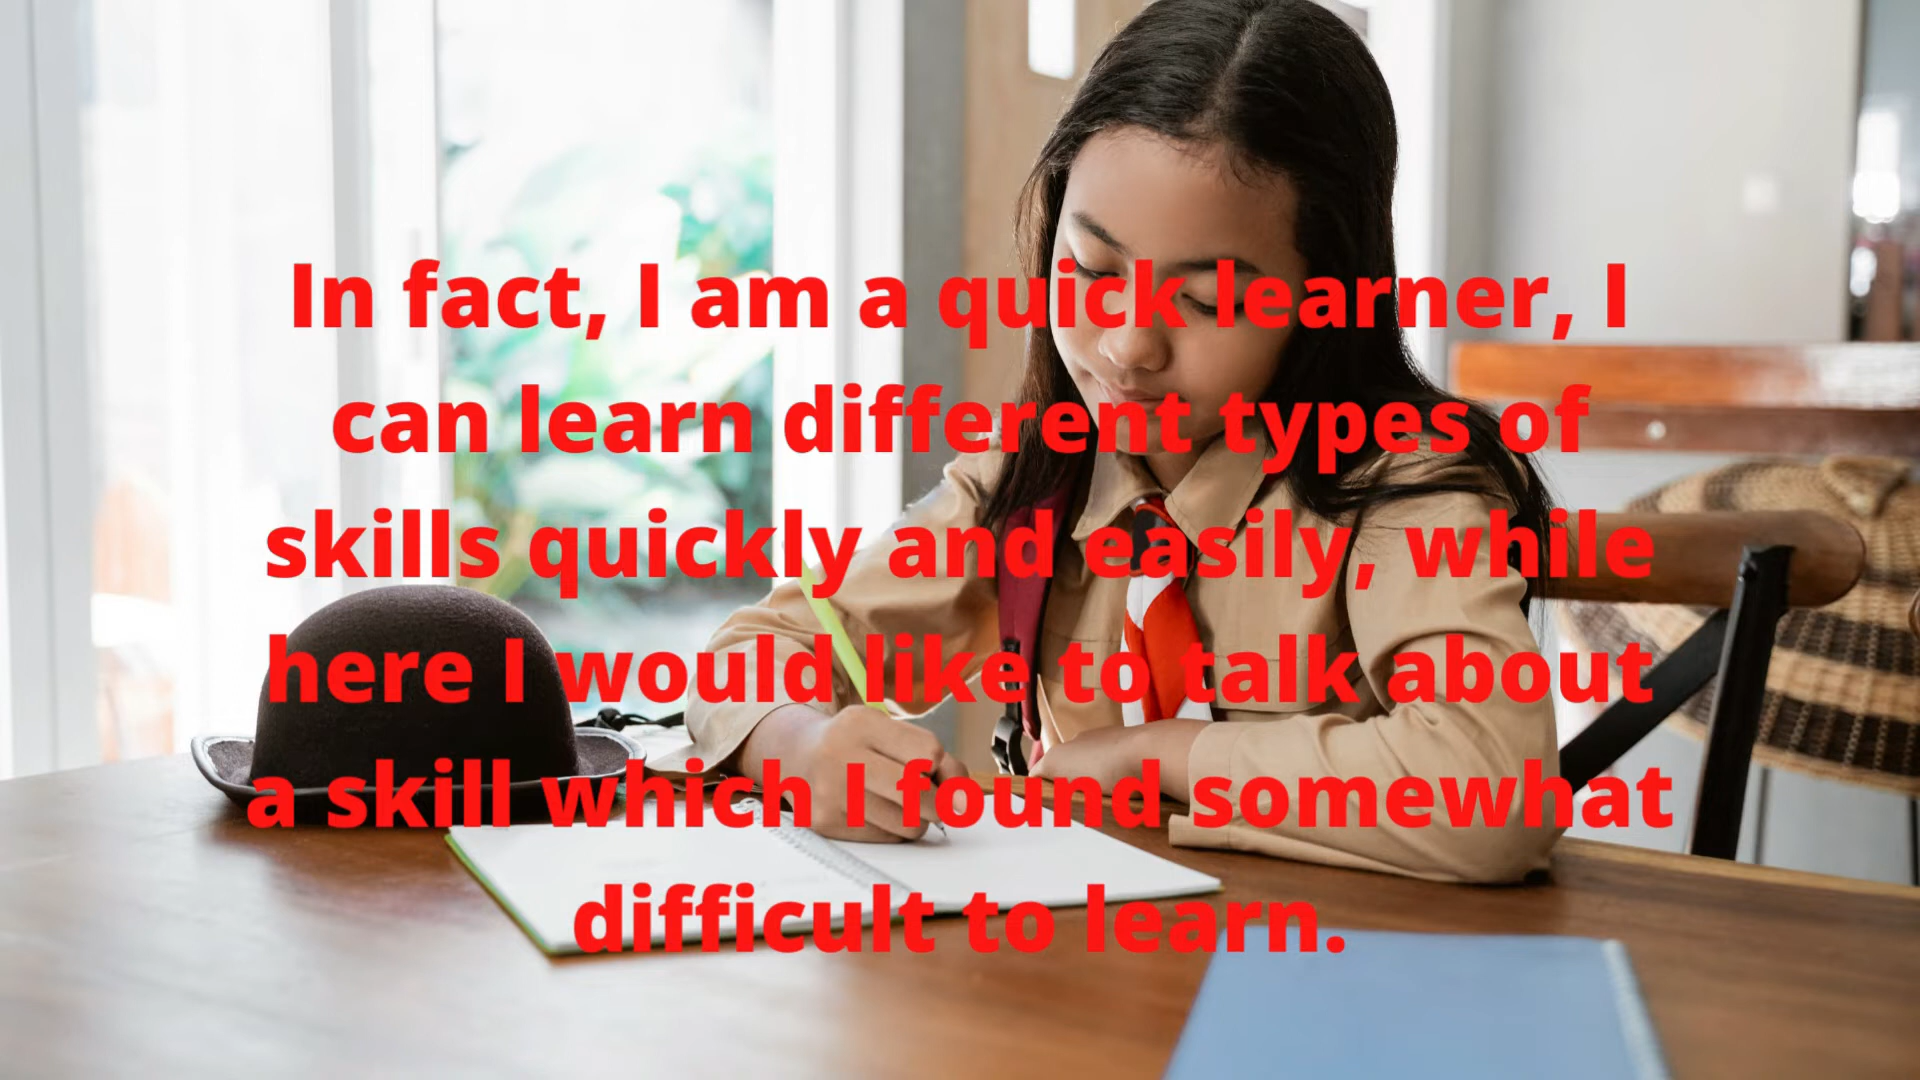 In fact, I am a quick learner, I
can learn different types of
skills quickly and easily, while
here I would like to talk about
a skill which I found somewhat
difficult to learn.